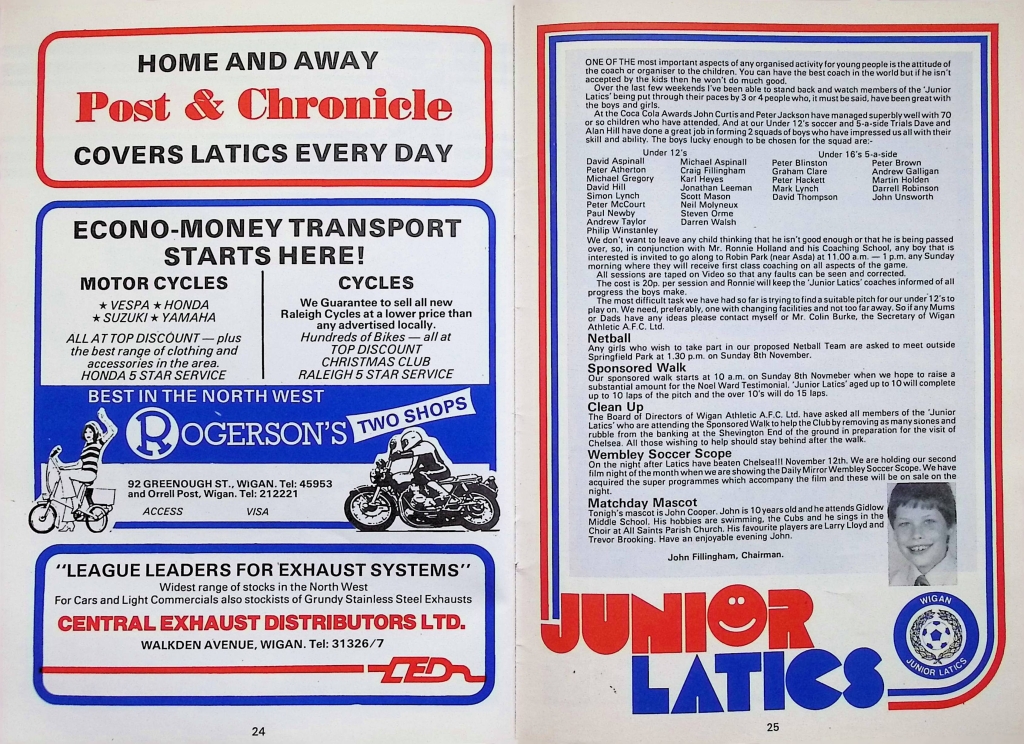 HOME AND AWAY
Post & Chronicle
COVERS LATICS EVERY DAY
ECONO-MONEY TRANSPORT
STARTS HERE!
MOTOR CYCLES
★ VESPA ★ HONDA
★ SUZUKI ★ YAMAHA
ALL AT TOP DISCOUNT — plus
the best range of clothing and
accessories in the area.
HONDA 5 STAR SERVICE
CYCLES
We Guarantee to sell all new
Raleigh Cycles at a lower price than
any advertised locally.
Hundreds of Bikes — all at
TOP DISCOUNT
CHRISTMAS CLUB
RALEIGH 5 STAR SERVICE
BEST IN THE NORTH WEST
ROGERSON'S TWO SHOPS
92 GREENOUGH ST., WIGAN. Tel: 45953
and Orrell Post, Wigan. Tel: 212221
ACCESS VISA
"LEAGUE LEADERS FOR EXHAUST SYSTEMS"
Widest range of stocks in the North West
For Cars and Light Commercials also stockists of Grundy Stainless Steel Exhausts
CENTRAL EXHAUST DISTRIBUTORS LTD.
WALKDEN AVENUE, WIGAN. Tel: 31326/7
CED
24
ONE OF THE most important aspects of any organised activity for young people is the attitude of
the coach or organiser to the children. You can have the best coach in the world but if he isn't
accepted by the kids then he won't do much good.
Over the last few weekends I've been able to stand back and watch members of the 'Junior
Latics' being put through their paces by 3 or 4 people who, it must be said, have been great with
the boys and girls.
At the Coca Cola Awards John Curtis and Peter Jackson have managed superbly well with 70
or so children who have attended. And at our Under 12's soccer and 5-a-side Trials Dave and
Alan Hill have done a great job in forming 2 squads of boys who have impressed us all with their
skill and ability. The boys lucky enough to be chosen for the squad are:-
Under 12's
David Aspinall
Peter Atherton
Michael Gregory
David Hill
Simon Lynch
Peter McCourt
Paul Newby
Andrew Taylor
Philip Winstanley
Michael Aspinall
Craig Fillingham
Karl Heyes
Jonathan Leeman
Scott Mason
Neil Molyneux
Steven Orme
Darren Walsh
Under 16's 5-a-side
Peter Blinston
Graham Clare
Peter Hackett
Mark Lynch
David Thompson
Peter Brown
Andrew Galligan
Martin Holden
Darrell Robinson
John Unsworth
We don't want to leave any child thinking that he isn't good enough or that he is being passed
over, so, in conjunction with Mr. Ronnie Holland and his Coaching School, any boy that is
interested is invited to go along to Robin Park (near Asda) at 11.00 a.m. — 1 p.m. any Sunday
morning where they will receive first class coaching on all aspects of the game.
All sessions are taped on Video so that any faults can be seen and corrected.
The cost is 20p. per session and Ronnie will keep the 'Junior Latics' coaches informed of all
progress the boys make.
The most difficult task we have had so far is trying to find a suitable pitch for our under 12's to
play on. We need, preferably, one with changing facilities and not too far away. So if any Mums
or Dads have any ideas please contact myself or Mr. Colin Burke, the Secretary of Wigan
Athletic A.F.C. Ltd.
Netball
Any girls who wish to take part in our proposed Netball Team are asked to meet outside
Springfield Park at 1.30 p.m. on Sunday 8th November.
Sponsored Walk
Our sponsored walk starts at 10 a.m. on Sunday 8th Novmeber when we hope to raise a
substantial amount for the Noel Ward Testimonial. 'Junior Latics' aged up to 10 will complete
up to 10 laps of the pitch and the over 10's will do 15 laps.
Clean Up
The Board of Directors of Wigan Athletic A.F.C. Ltd. have asked all members of the 'Junior
Latics' who are attending the Sponsored Walk to help the Club by removing as many stones and
rubble from the banking at the Shevington End of the ground in preparation for the visit of
Chelsea. All those wishing to help should stay behind after the walk.
Wembley Soccer Scope
On the night after Latics have beaten Chelsea!!! November 12th. We are holding our second
film night of the month when we are showing the Daily Mirror Wembley Soccer Scope. We have
acquired the super programmes which accompany the film and these will be on sale on the
night.
Matchday Mascot
Tonigh's mascot is John Cooper. John is 10 years old and he attends Gidlow
Middle School. His hobbies are swimming, the Cubs and he sings in the
Choir at All Saints Parish Church. His favourite players are Larry Lloyd and
Trevor Brooking. Have an enjoyable evening John.
John Fillingham, Chairman.
JUNIOR
LATICS
WIGAN
JUNIOR LATICS
25